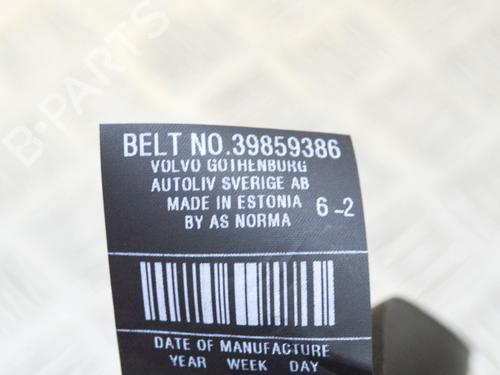 BELT NO.39859386
VOLVO GOTHENBURG
AUTOLIV SVERIGE AB
MADE IN ESTONIA
BY AS NORMA 6-2
DATE OF MANUFACTURE
YEAR WEEK DAY
B-PARTS